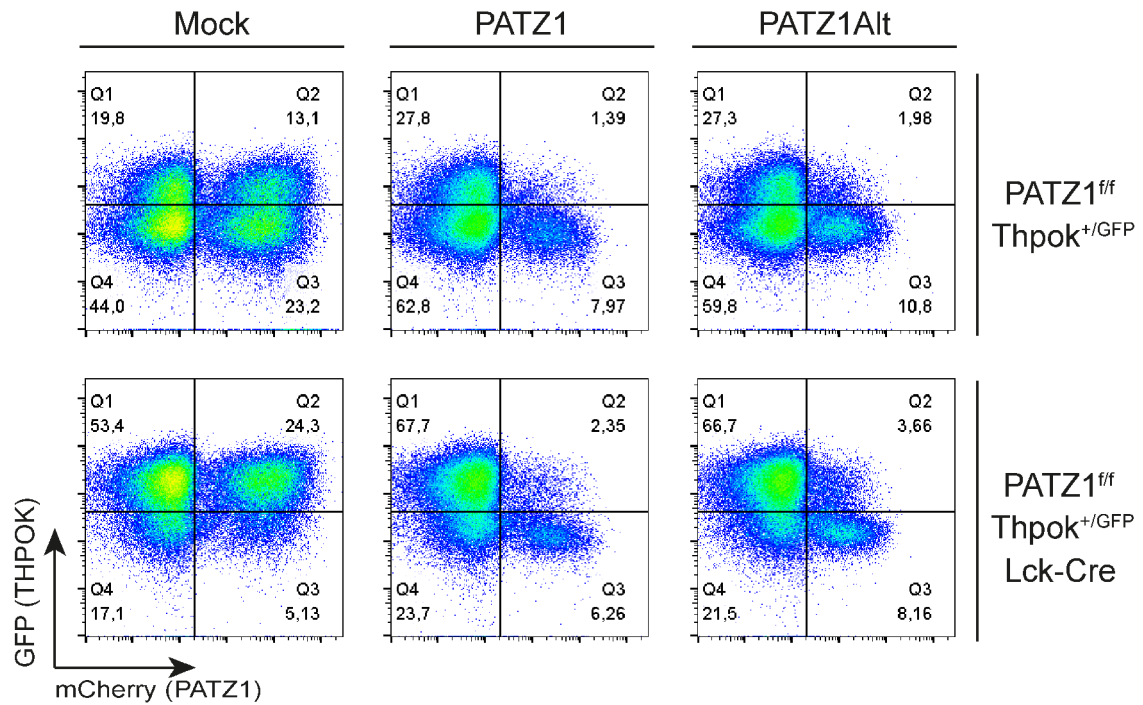 Mock
PATZ1
PATZ1Alt
Q1
19,8
Q2
13,1
Q4
44,0
Q3
23,2
Q1
27,8
Q2
1,39
Q4
62,8
Q3
7,97
Q1
27,3
Q2
1,98
Q4
59,8
Q3
10,8
PATZ1f/f
Thpok+/GFP
Q1
53,4
Q2
24,3
Q4
17,1
Q3
5,13
Q1
67,7
Q2
2,35
Q4
23,7
Q3
6,26
Q1
66,7
Q2
3,66
Q4
21,5
Q3
8,16
PATZ1f/f
Thpok+/GFP
Lck-Cre
GFP (THPOK)
mCherry (PATZ1)